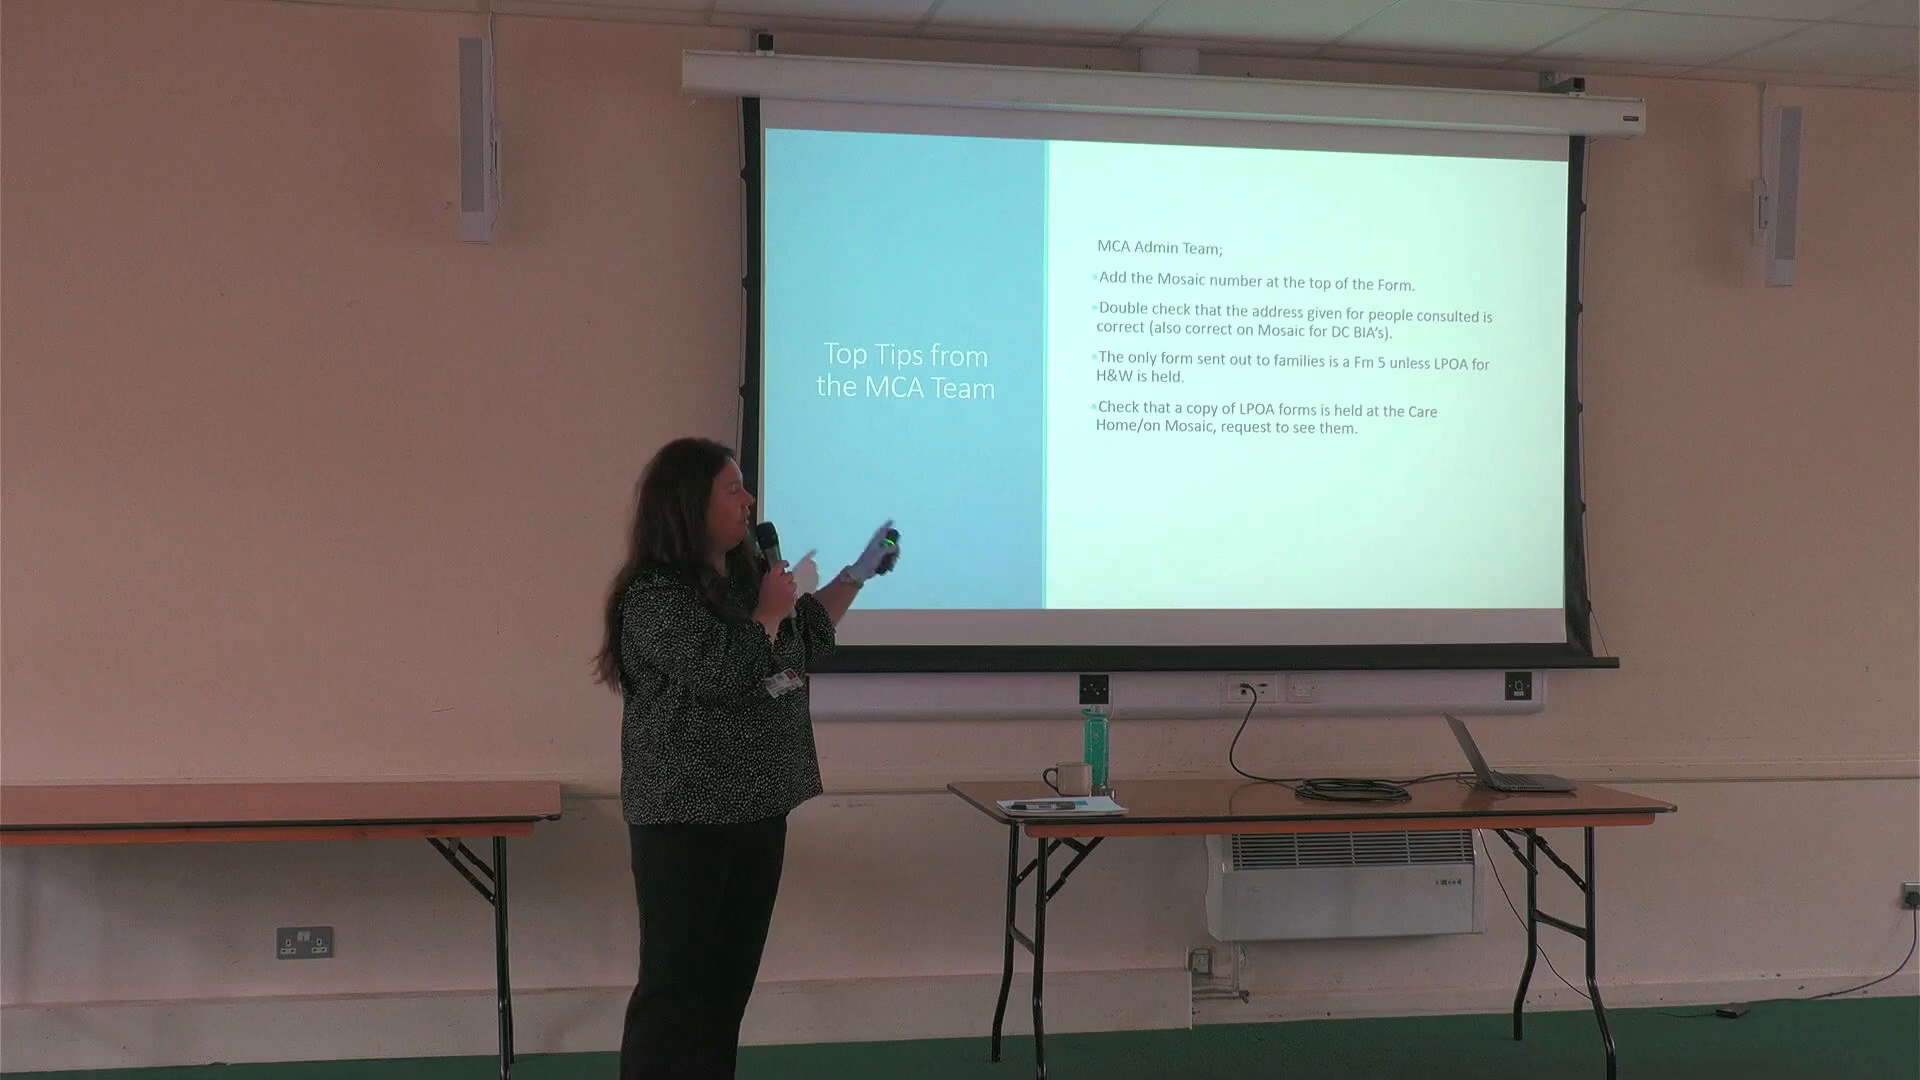 Top Tips from
the MCA Team
MCA Admin Team;
Add the Mosaic number at the top of the Form.
Double check that the address given for people consulted is
correct (also correct on Mosaic for DC BIA's).
The only form sent out to families is a Fm 5 unless LPOA for
H&W is held.
Check that a copy of LPOA forms is held at the Care
Home/on Mosaic, request to see them.